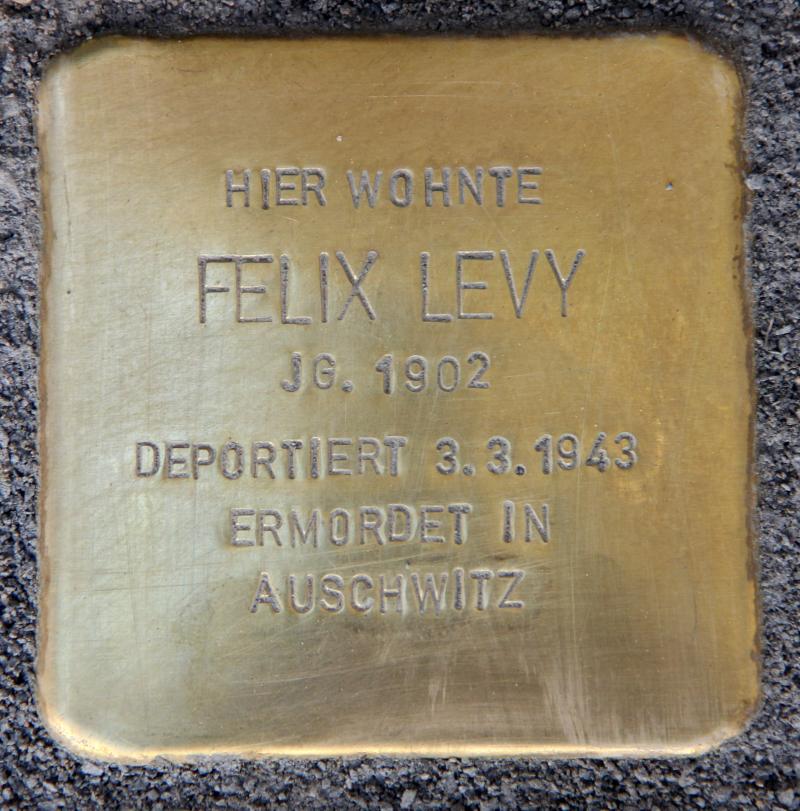 HIER WOHNTE
FELIX LEVY
JG. 1902
DEPORTIERT 3.3.1943
ERMORDET IN
AUSCHWITZ